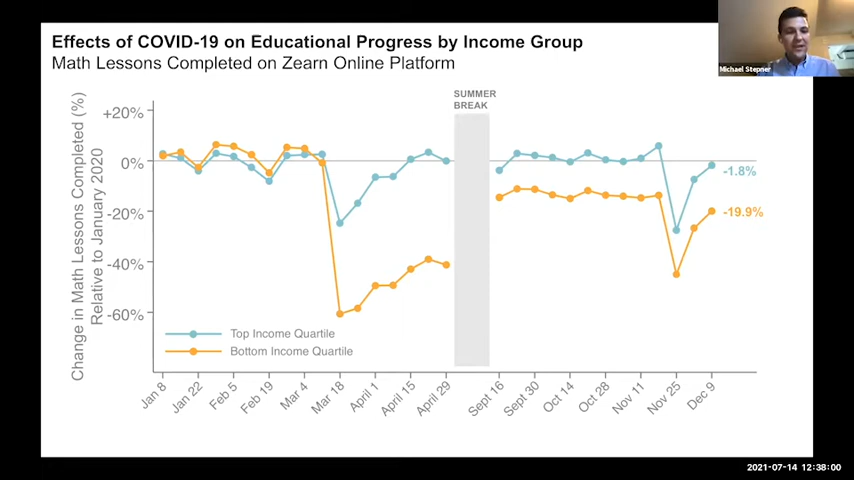 Effects of COVID-19 on Educational Progress by Income Group
Math Lessons Completed on Zearn Online Platform
Michael Stepner
SUMMER
BREAK
Change in Math Lessons Completed (%)
Relative to January 2020
+20%
0%
-20%
-40%
-60%
-1.8%
-19.9%
Top Income Quartile
Bottom Income Quartile
Jan 8
Jan 22
Feb 5
Feb 19
Mar 4
Mar 18
April 1
April 15
April 29
Sept 16
Sept 30
Oct 14
Oct 28
Nov 11
Nov 25
Dec 9
2021-07-14 12:38:00